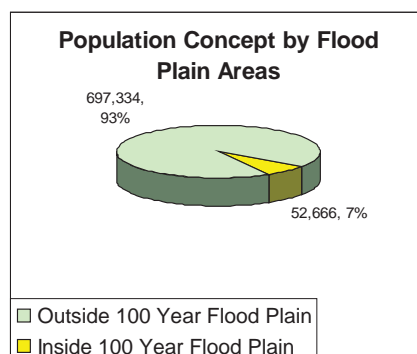 Population Concept by Flood
Plain Areas
697,334,
93%
52,666, 7%
Outside 100 Year Flood Plain
Inside 100 Year Flood Plain